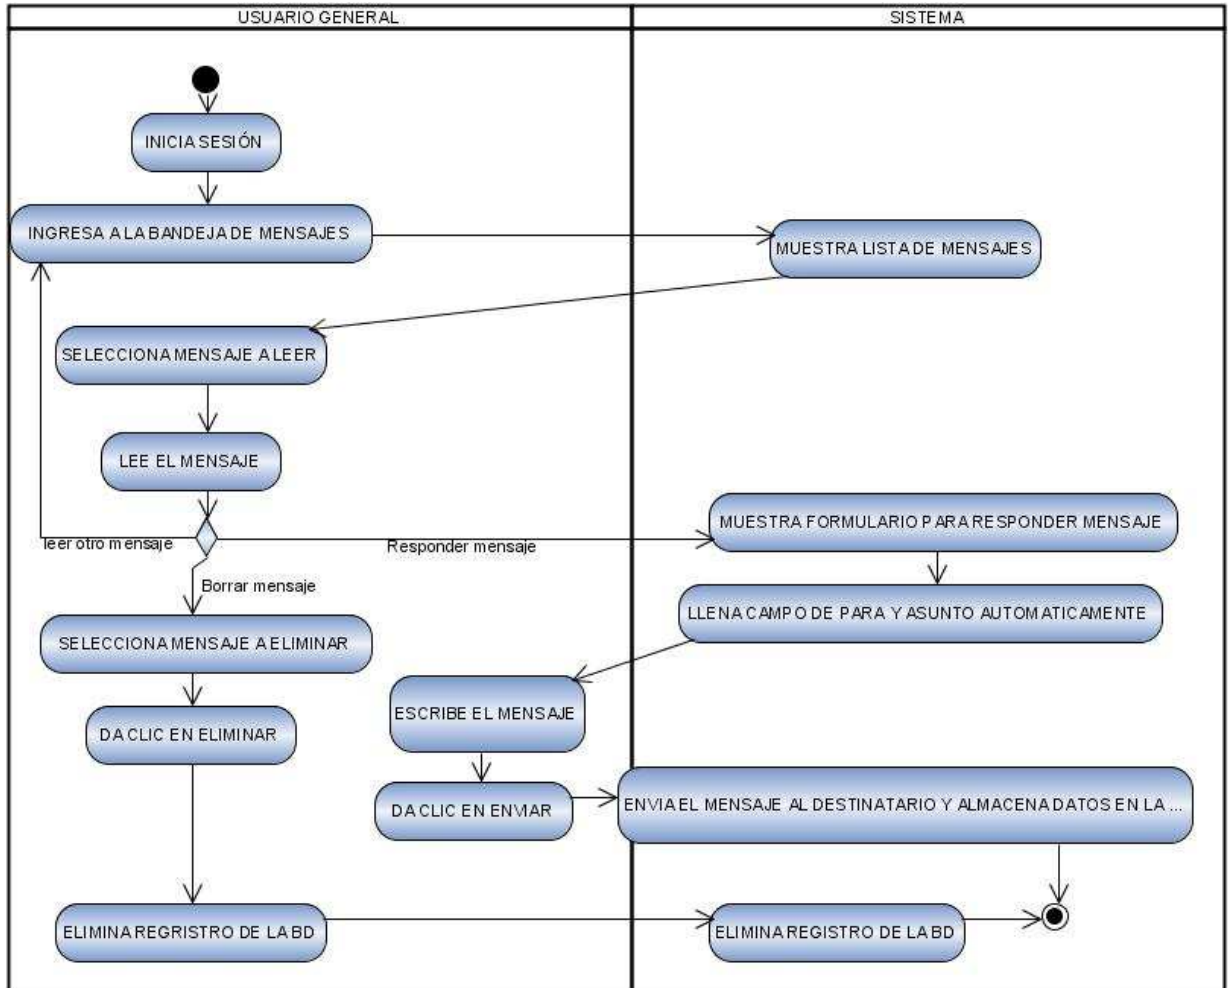 USUARIO GENERAL
SISTEMA
INICIA SESIÓN
INGRESA A LA BANDEJA DE MENSAJES
MUESTRA LISTA DE MENSAJES
SELECCIONA MENSAJE A LEER
LEE EL MENSAJE
leer otro mensaje
Responder mensaje
MUESTRA FORMULARIO PARA RESPONDER MENSAJE
Borrar mensaje
LLENA CAMPO DE PARA Y ASUNTO AUTOMATICAMENTE
SELECCIONA MENSAJE A ELIMINAR
ESCRIBE EL MENSAJE
DA CLIC EN ELIMINAR
DA CLIC EN ENVIAR
ENVIA EL MENSAJE AL DESTINATARIO Y ALMACENA DATOS EN LA ...
ELIMINA REGRISTRO DE LA BD
ELIMINA REGISTRO DE LA BD